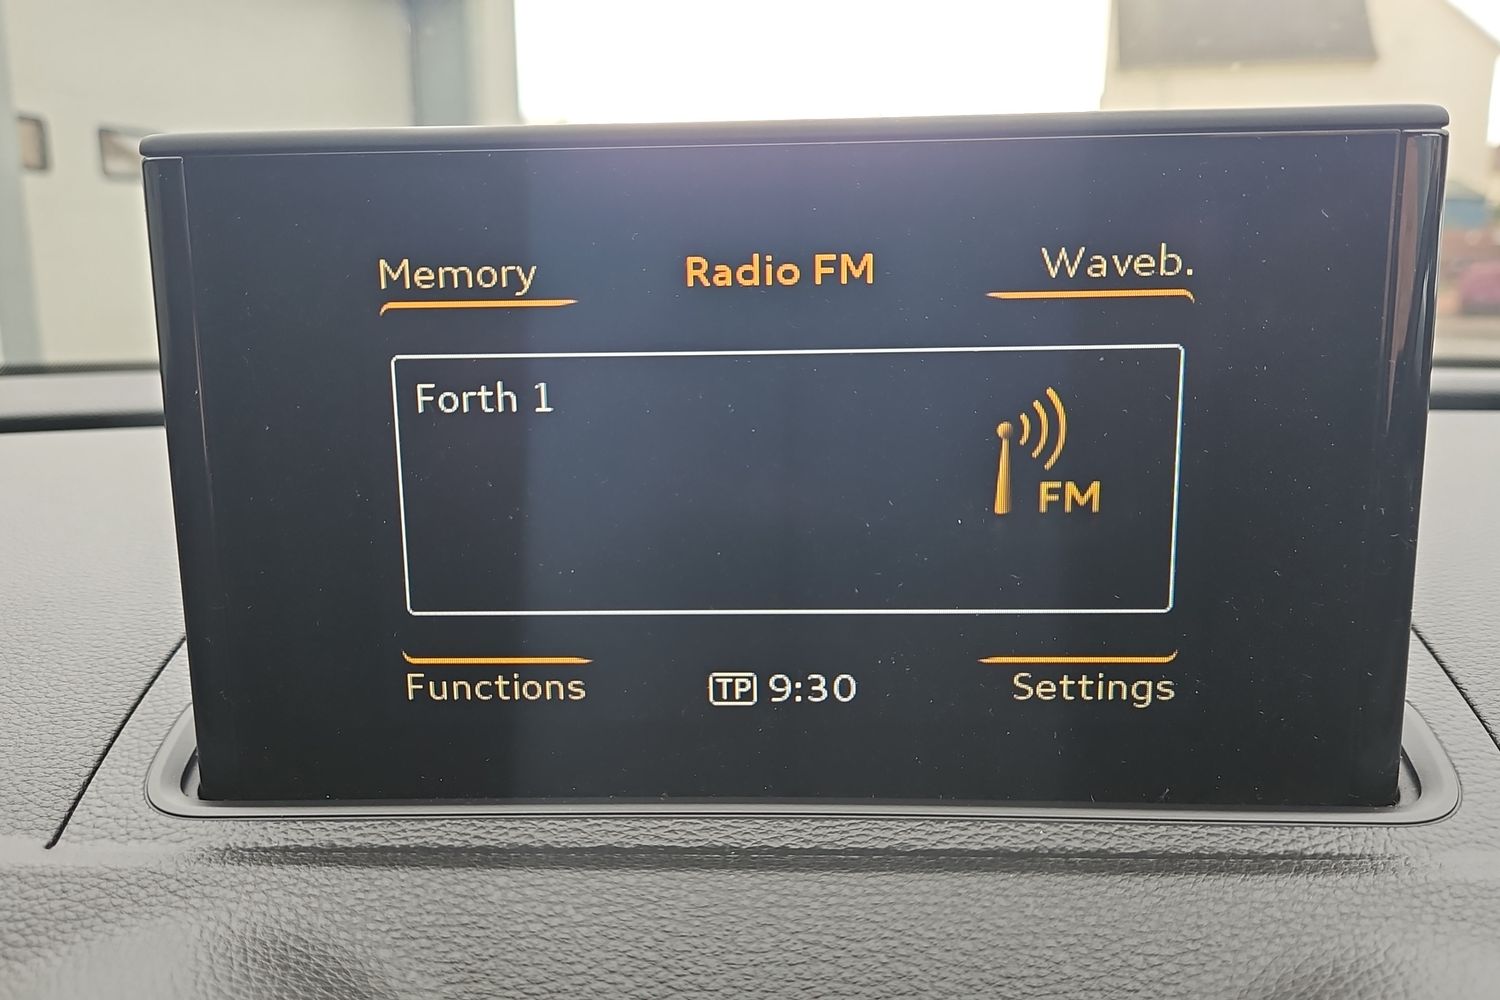 Memory Radio FM Waveb.
Forth 1
FM
Functions TP 9:30 Settings